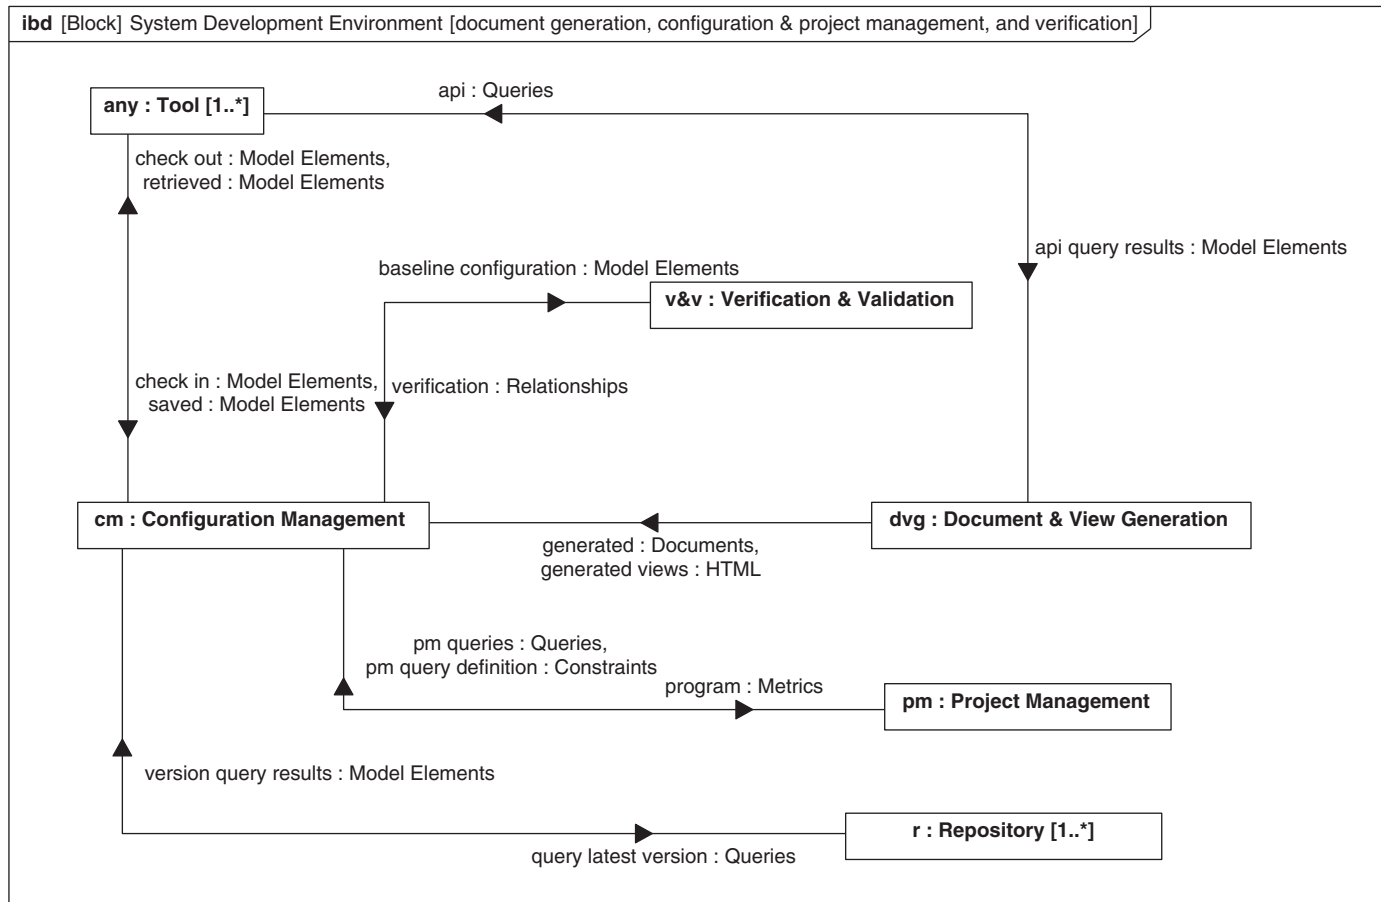 ibd [Block] System Development Environment [document generation, configuration & project management, and verification]
any : Tool [1..*]
api : Queries
check out : Model Elements,
retrieved : Model Elements
api query results : Model Elements
baseline configuration : Model Elements
v&v : Verification & Validation
check in : Model Elements,
saved : Model Elements
verification : Relationships
cm : Configuration Management
dvg : Document & View Generation
generated : Documents,
generated views : HTML
pm queries : Queries,
pm query definition : Constraints
program : Metrics
pm : Project Management
version query results : Model Elements
r : Repository [1..*]
query latest version : Queries